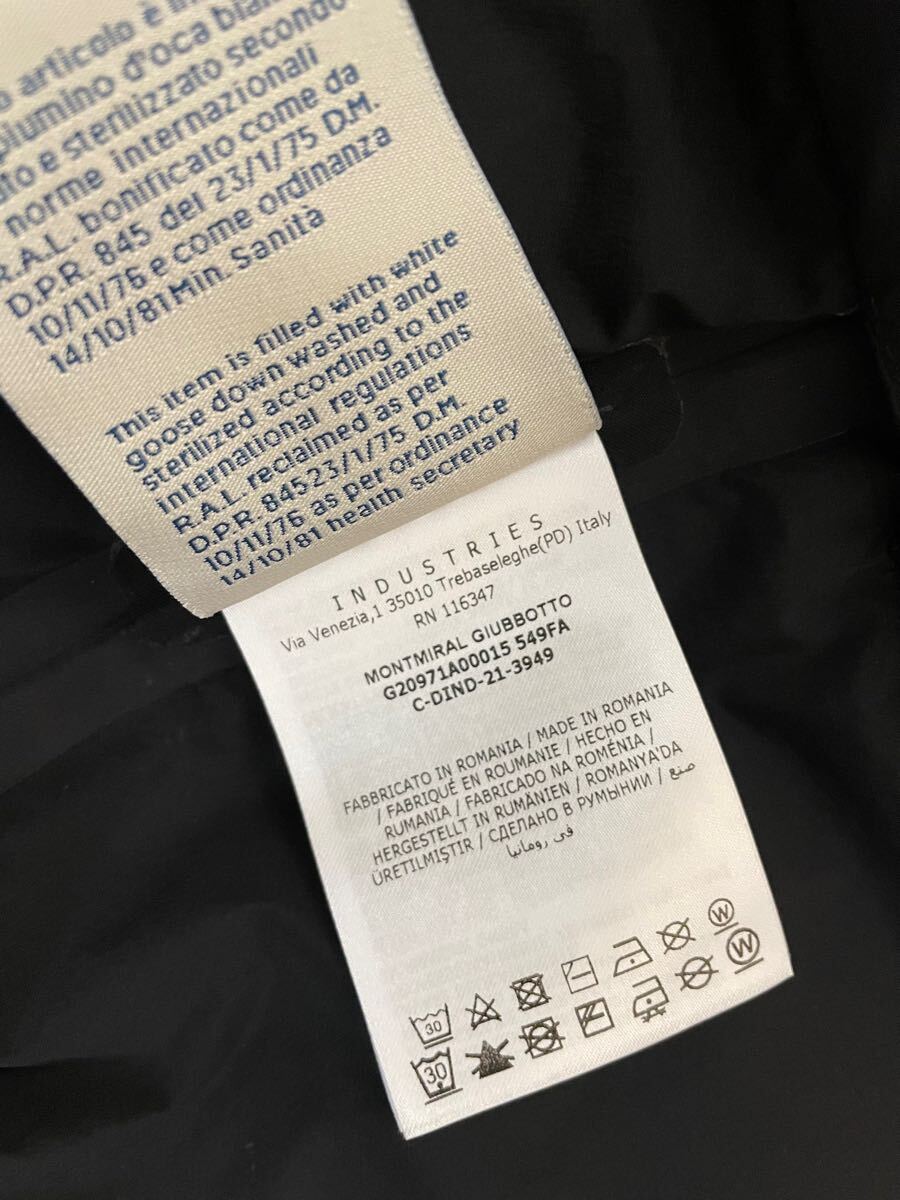 articolo è
piumino d'oca
e sterilizzato secondo
norme internazionali
R.A.L. bonificato come da
D.P.R. 845 del 23/1/75 D.M.
10/11/76 e come ordinanza
14/10/81 Min. Sanità
This item is filled with white
goose down washed and
sterilized according to the
international regulations
R.A.L. reclaimed as per
D.P.R. 84523/1/75 D.M.
10/11/76 as per ordinance
14/10/81 health secretary
INDUSTRIES
Via Venezia,1 35010 Trebaseleghe(PD) Italy
RN 116347
MONTMIRAL GIUBBOTTO
G20971A00015 549FA
C-DIND-21-3949
FABBRICATO IN ROMANIA / MADE IN ROMANIA
/ FABRIQUÉ EN ROUMANIE / HECHO EN
RUMANIA / FABRICADO NA ROMÉNIA /
HERGESTELLT IN RUMÄNIEN / ROMANYA'DA
ÜRETILMIŞTIR / СДЕЛАНО В РУМЫНИИ / صنع
في رومانيا
30 W
30 W